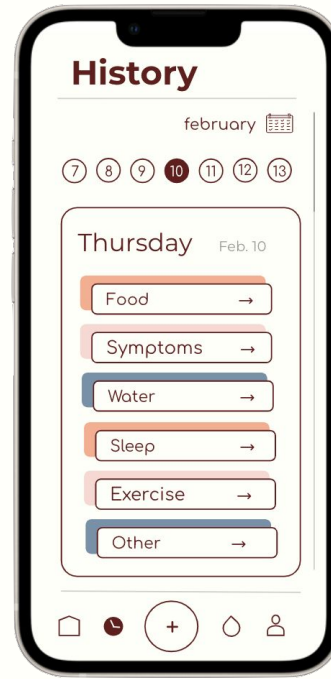 History
february
7 8 9 10 11 12 13
Thursday Feb. 10
Food →
Symptoms →
Water →
Sleep →
Exercise →
Other →
+